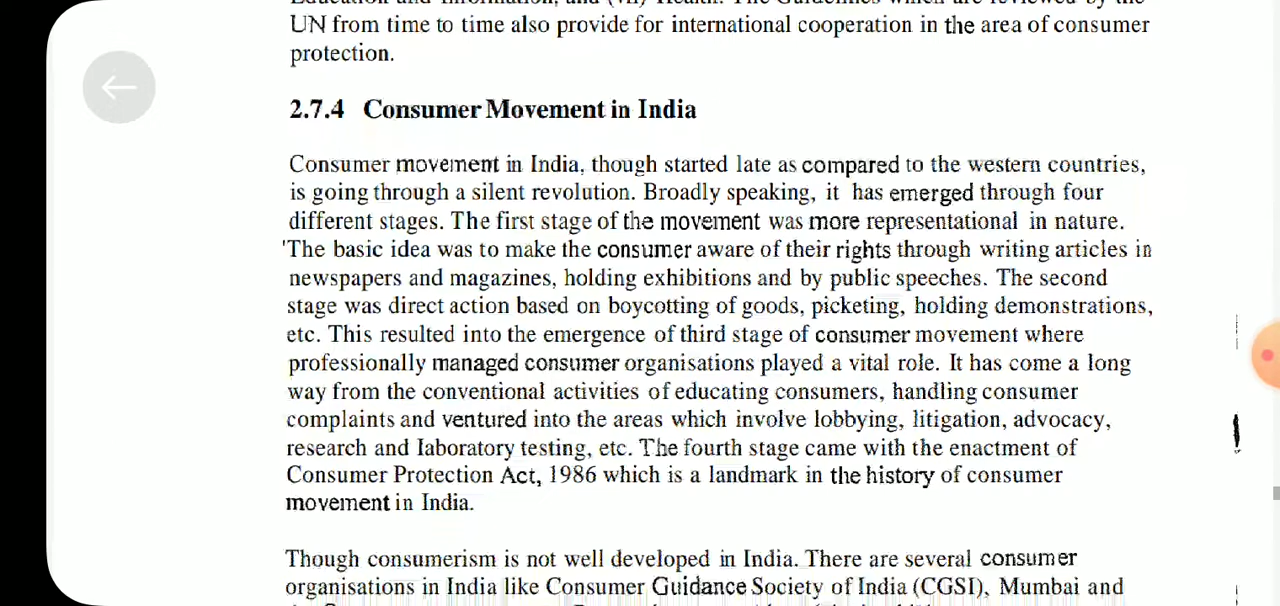 UN from time to time also provide for international cooperation in the area of consumer
protection.
2.7.4 Consumer Movement in India
Consumer movement in India, though started late as compared to the western countries,
is going through a silent revolution. Broadly speaking, it has emerged through four
different stages. The first stage of the movement was more representational in nature.
'The basic idea was to make the consumer aware of their rights through writing articles in
newspapers and magazines, holding exhibitions and by public speeches. The second
stage was direct action based on boycotting of goods, picketing, holding demonstrations,
etc. This resulted into the emergence of third stage of consumer movement where
professionally managed consumer organisations played a vital role. It has come a long
way from the conventional activities of educating consumers, handling consumer
complaints and ventured into the areas which involve lobbying, litigation, advocacy,
research and laboratory testing, etc. The fourth stage came with the enactment of
Consumer Protection Act, 1986 which is a landmark in the history of consumer
movement in India.
Though consumerism is not well developed in India. There are several consumer
organisations in India like Consumer Guidance Society of India (CGSI), Mumbai and